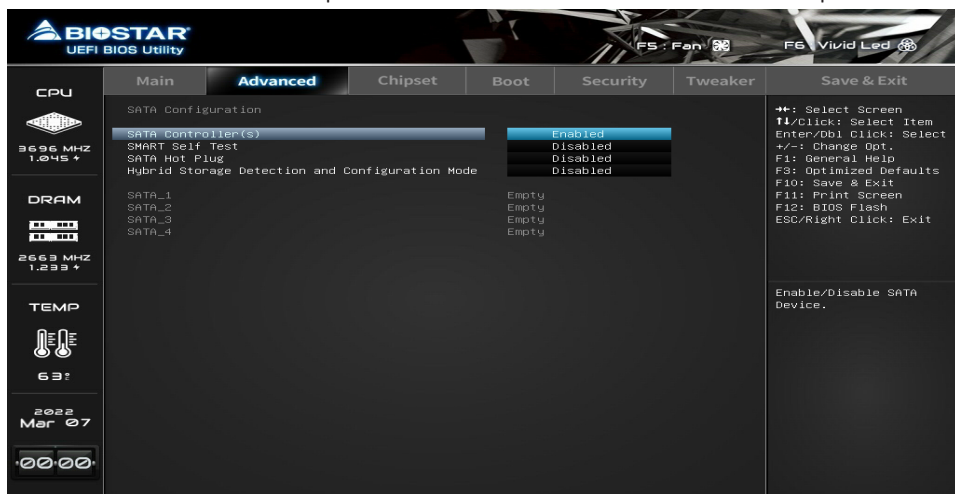 BIOSTAR
UEFI BIOS Utility
F5 : Fan
F6 Vivid Led
Main Advanced Chipset Boot Security Tweaker Save & Exit
CPU
3696 MHZ
1.045
DRAM
2663 MHZ
1.233
TEMP
63°
2022
Mar 07
00:00
SATA Configuration
SATA Controller(s) Enabled
SMART Self Test Disabled
SATA Hot Plug Disabled
Hybrid Storage Detection and Configuration Mode Disabled
SATA_1 Empty
SATA_2 Empty
SATA_3 Empty
SATA_4 Empty
→←: Select Screen
↑↓/Click: Select Item
Enter/Dbl Click: Select
+/-: Change Opt.
F1: General Help
F3: Optimized Defaults
F10: Save & Exit
F11: Print Screen
F12: BIOS Flash
ESC/Right Click: Exit
Enable/Disable SATA
Device.